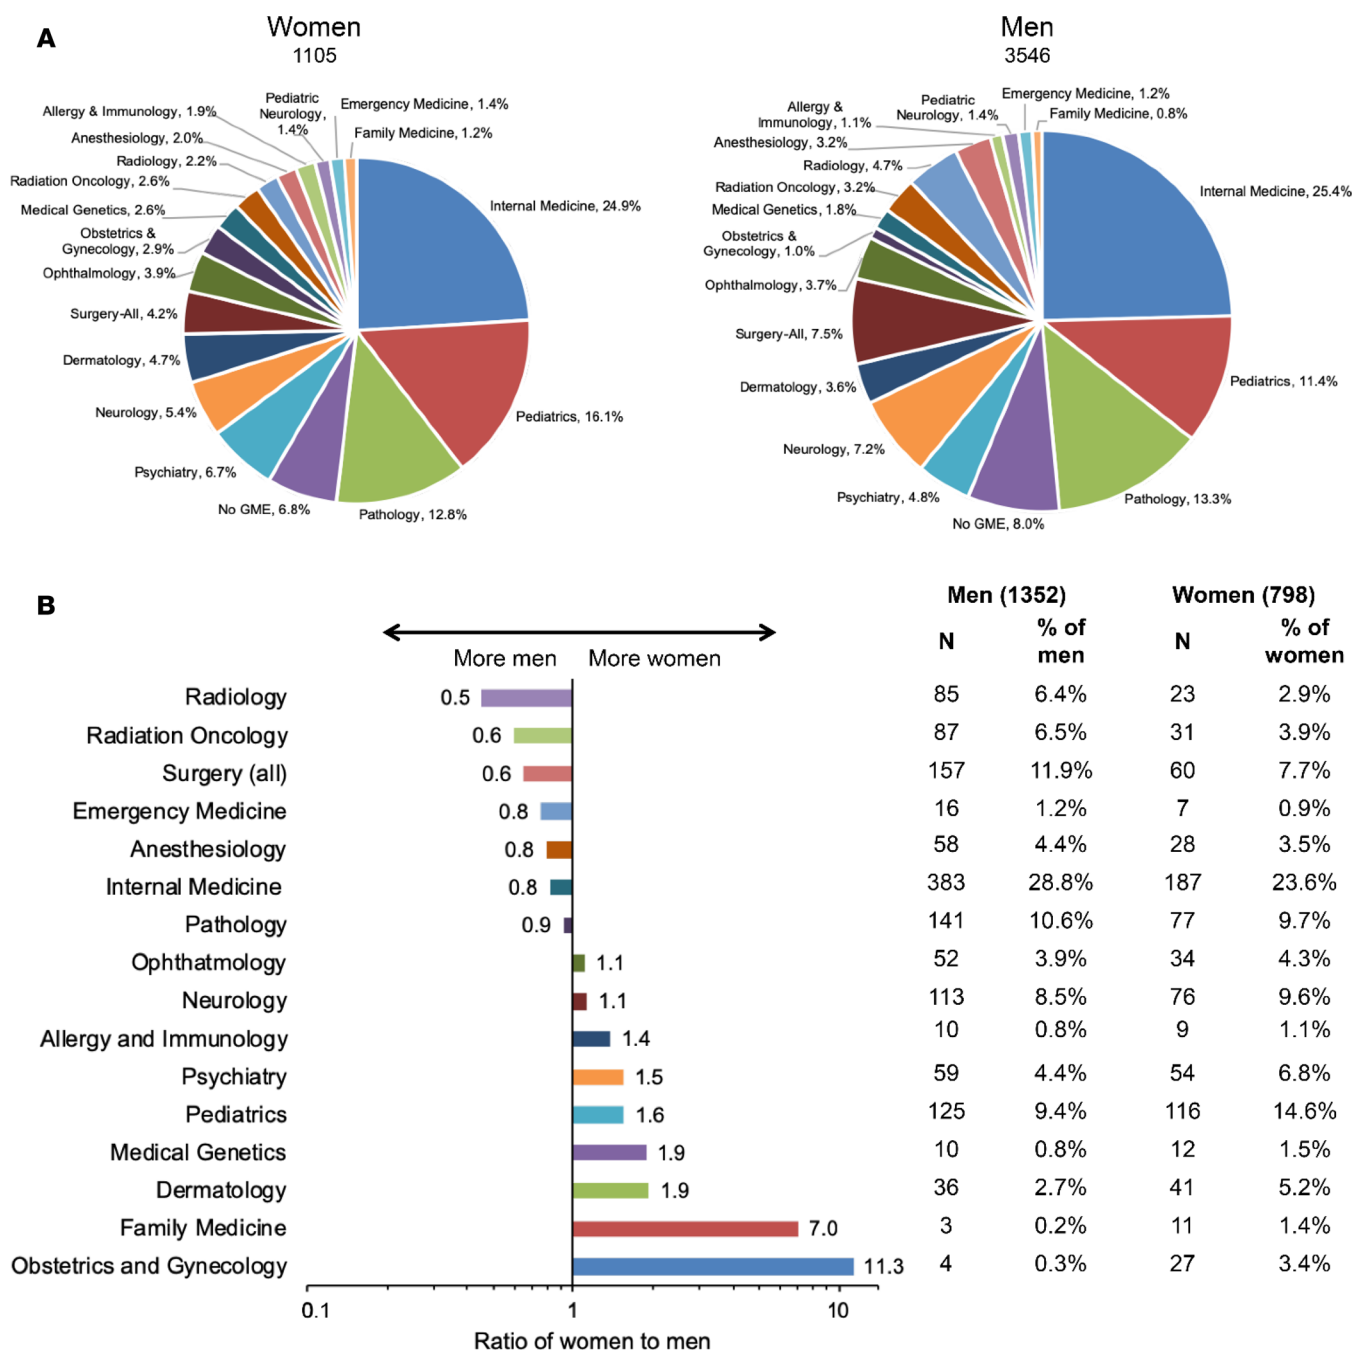 A
Women
1105
Allergy & Immunology, 1.9%
Pediatric
Neurology,
1.4%
Emergency Medicine, 1.4%
Family Medicine, 1.2%
Anesthesiology, 2.0%
Radiology, 2.2%
Radiation Oncology, 2.6%
Medical Genetics, 2.6%
Obstetrics &
Gynecology, 2.9%
Ophthalmology, 3.9%
Surgery-All, 4.2%
Dermatology, 4.7%
Neurology, 5.4%
Psychiatry, 6.7%
No GME, 6.8%
Pathology, 12.8%
Pediatrics, 16.1%
Internal Medicine, 24.9%
Men
3546
Allergy &
Immunology, 1.1%
Pediatric
Neurology, 1.4%
Emergency Medicine, 1.2%
Family Medicine, 0.8%
Anesthesiology, 3.2%
Radiology, 4.7%
Radiation Oncology, 3.2%
Medical Genetics, 1.8%
Obstetrics &
Gynecology, 1.0%
Ophthalmology, 3.7%
Surgery-All, 7.5%
Dermatology, 3.6%
Neurology, 7.2%
Psychiatry, 4.8%
No GME, 8.0%
Pathology, 13.3%
Pediatrics, 11.4%
Internal Medicine, 25.4%
B
Men (1352) Women (798)
N % of men N % of women
More men More women
Radiology 0.5 85 6.4% 23 2.9%
Radiation Oncology 0.6 87 6.5% 31 3.9%
Surgery (all) 0.6 157 11.9% 60 7.7%
Emergency Medicine 0.8 16 1.2% 7 0.9%
Anesthesiology 0.8 58 4.4% 28 3.5%
Internal Medicine 0.8 383 28.8% 187 23.6%
Pathology 0.9 141 10.6% 77 9.7%
Ophthatmology 1.1 52 3.9% 34 4.3%
Neurology 1.1 113 8.5% 76 9.6%
Allergy and Immunology 1.4 10 0.8% 9 1.1%
Psychiatry 1.5 59 4.4% 54 6.8%
Pediatrics 1.6 125 9.4% 116 14.6%
Medical Genetics 1.9 10 0.8% 12 1.5%
Dermatology 1.9 36 2.7% 41 5.2%
Family Medicine 7.0 3 0.2% 11 1.4%
Obstetrics and Gynecology 11.3 4 0.3% 27 3.4%
0.1 1 10
Ratio of women to men